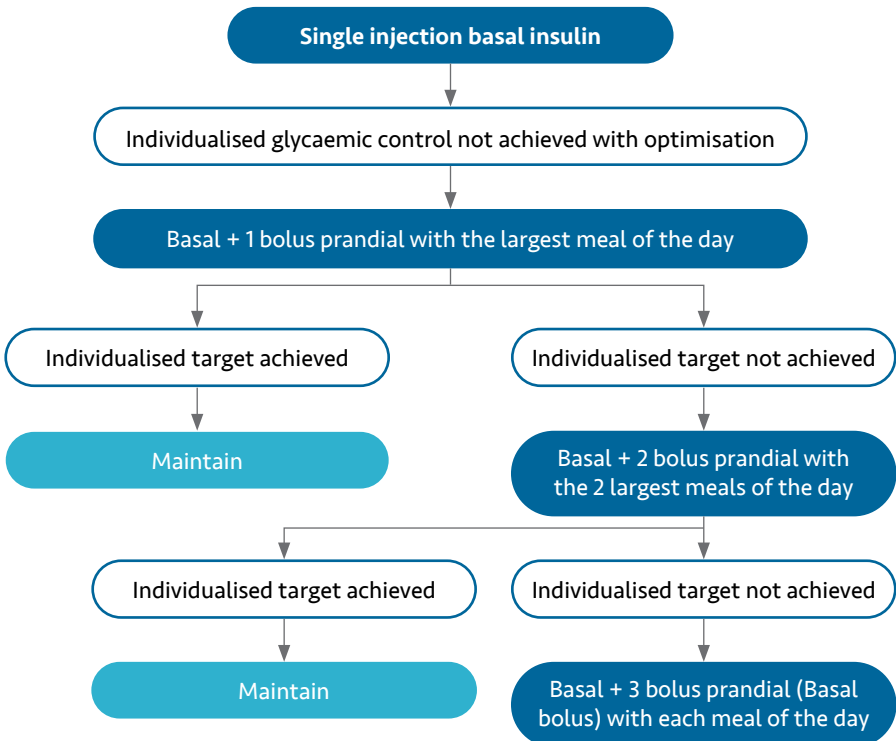 Single injection basal insulin
Individualised glycaemic control not achieved with optimisation
Basal + 1 bolus prandial with the largest meal of the day
Individualised target achieved
Individualised target not achieved
Maintain
Basal + 2 bolus prandial with
the 2 largest meals of the day
Individualised target achieved
Individualised target not achieved
Maintain
Basal + 3 bolus prandial (Basal
bolus) with each meal of the day